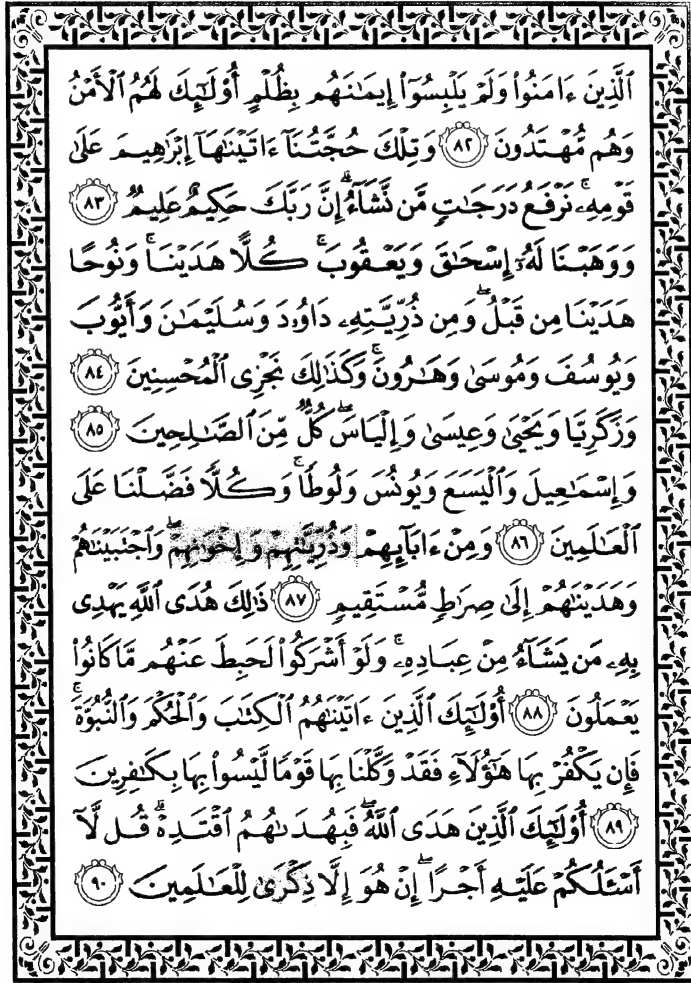 الَّذِينَ ءَامَنُواْ وَلَمْ يَلْبِسُوٓاْ إِيمَٰنَهُم بِظُلْمٍ أُوْلَٰٓئِكَ لَهُمُ ٱلْأَمْنُ
وَهُم مُّهْتَدُونَ ٨٢ وَتِلْكَ حُجَّتُنَآ ءَاتَيْنَٰهَآ إِبْرَٰهِيمَ عَلَىٰ
قَوْمِهِۦۚ نَرْفَعُ دَرَجَٰتٍ مَّن نَّشَآءُۗ إِنَّ رَبَّكَ حَكِيمٌ عَلِيمٌ ٨٣
وَوَهَبْنَا لَهُۥٓ إِسْحَٰقَ وَيَعْقُوبَۚ كُلًّا هَدَيْنَاۚ وَنُوحًا
هَدَيْنَا مِن قَبْلُۖ وَمِن ذُرِّيَّتِهِۦ دَاوُۥدَ وَسُلَيْمَٰنَ وَأَيُّوبَ
وَيُوسُفَ وَمُوسَىٰ وَهَٰرُونَۚ وَكَذَٰلِكَ نَجْزِى ٱلْمُحْسِنِينَ ٨٤
وَزَكَرِيَّا وَيَحْيَىٰ وَعِيسَىٰ وَإِلْيَاسَۖ كُلٌّ مِّنَ ٱلصَّٰلِحِينَ ٨٥
وَإِسْمَٰعِيلَ وَٱلْيَسَعَ وَيُونُسَ وَلُوطًاۚ وَكُلًّا فَضَّلْنَا عَلَى
ٱلْعَٰلَمِينَ ٨٦ وَمِنْ ءَابَآئِهِمْ وَذُرِّيَّٰتِهِمْ وَإِخْوَٰنِهِمْۖ وَٱجْتَبَيْنَٰهُمْ
وَهَدَيْنَٰهُمْ إِلَىٰ صِرَٰطٍ مُّسْتَقِيمٍ ٨٧ ذَٰلِكَ هُدَى ٱللَّهِ يَهْدِى
بِهِۦ مَن يَشَآءُ مِنْ عِبَادِهِۦۚ وَلَوْ أَشْرَكُواْ لَحَبِطَ عَنْهُم مَّا كَانُواْ
يَعْمَلُونَ ٨٨ أُوْلَٰٓئِكَ ٱلَّذِينَ ءَاتَيْنَٰهُمُ ٱلْكِتَٰبَ وَٱلْحُكْمَ وَٱلنُّبُوَّةَۚ
فَإِن يَكْفُرْ بِهَا هَٰٓؤُلَآءِ فَقَدْ وَكَّلْنَا بِهَا قَوْمًا لَّيْسُواْ بِهَا بِكَٰفِرِينَ
٨٩ أُوْلَٰٓئِكَ ٱلَّذِينَ هَدَى ٱللَّهُۖ فَبِهُدَىٰهُمُ ٱقْتَدِهْۗ قُل لَّآ
أَسْـَٔلُكُمْ عَلَيْهِ أَجْرًاۖ إِنْ هُوَ إِلَّا ذِكْرَىٰ لِلْعَٰلَمِينَ ٩٠